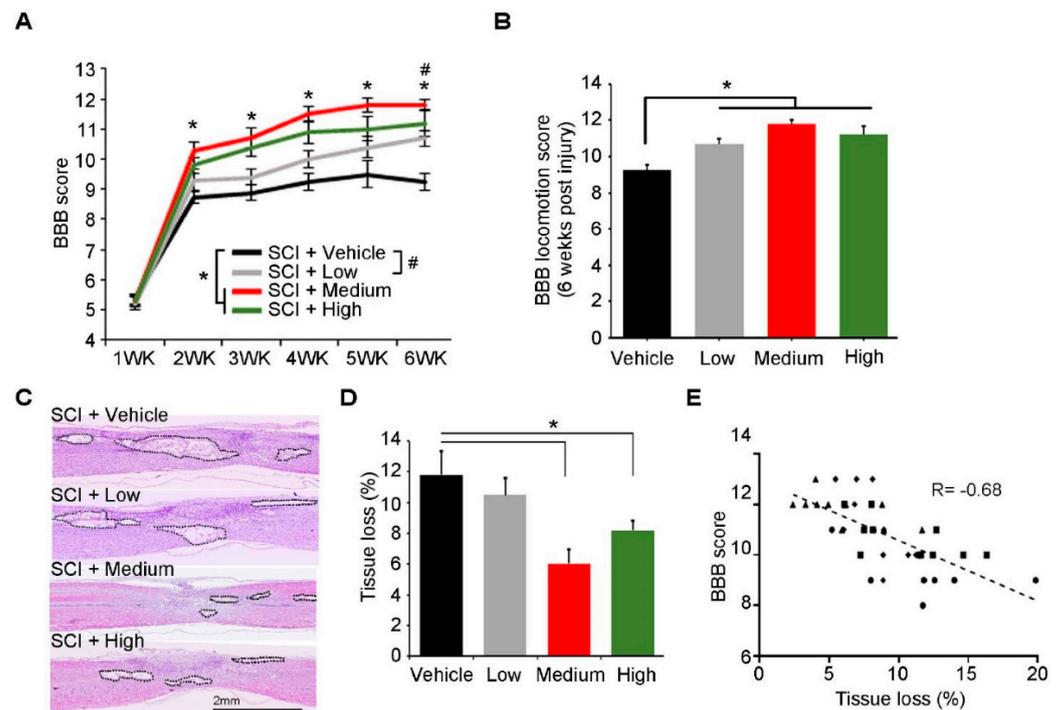 A
BBB score
13
12
11
10
9
8
7
6
5
4
* * * * # *
SCI + Vehicle
SCI + Low
SCI + Medium
SCI + High
* #
1WK 2WK 3WK 4WK 5WK 6WK
B
BBB locomotion score
(6 wekks post injury)
14
12
10
8
6
4
2
0
*
Vehicle Low Medium High
C
SCI + Vehicle
SCI + Low
SCI + Medium
SCI + High
2mm
D
Tissue loss (%)
14
12
10
8
6
4
2
0
*
Vehicle Low Medium High
E
BBB score
14
12
10
8
6
R= -0.68
0 5 10 15 20
Tissue loss (%)